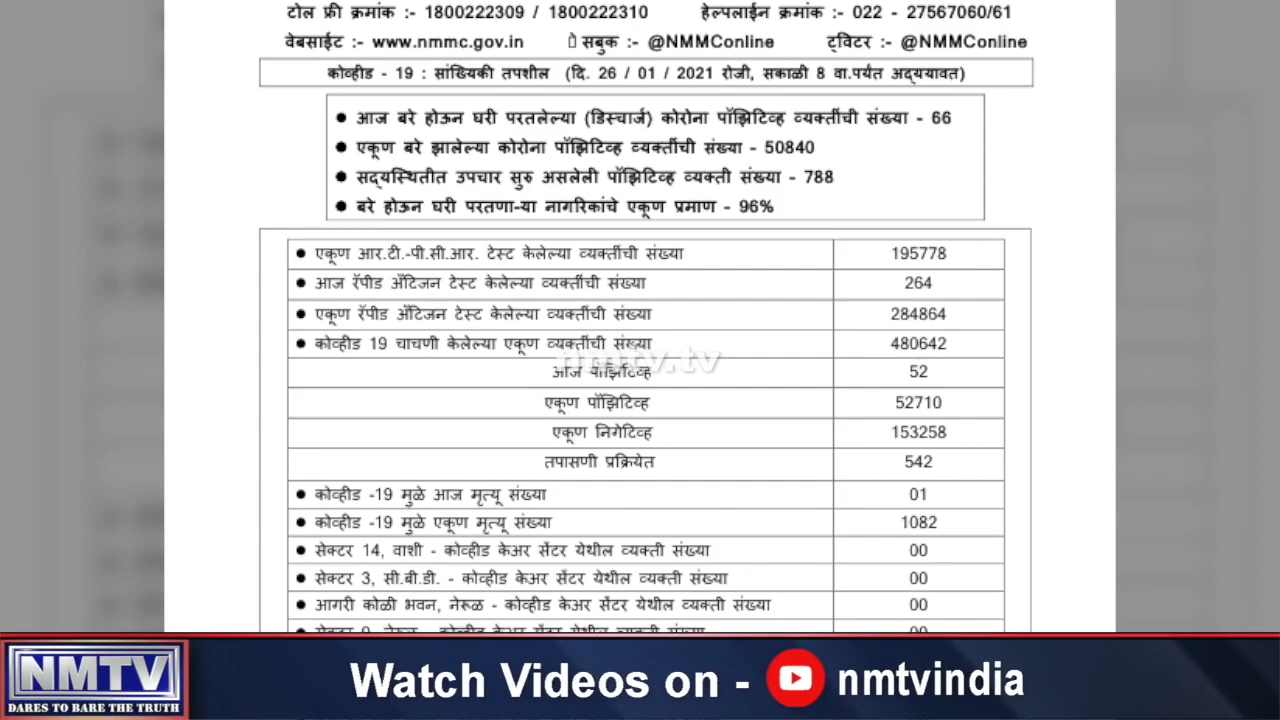 टोल फ्री क्रमांक :- 1800222309 / 1800222310 हेल्पलाईन क्रमांक :- 022 - 27567060/61
वेबसाईट :- www.nmmc.gov.in सबुक :- @NMMConline ट्विटर :- @NMMConline
कोव्हीड - 19 : सांख्यिकी तपशील (दि. 26 / 01 / 2021 रोजी, सकाळी 8 वा.पर्यंत अद्ययावत)
● आज बरे होऊन घरी परतलेल्या (डिस्चार्ज) कोरोना पॉझिटिव्ह व्यक्तींची संख्या - 66
● एकूण बरे झालेल्या कोरोना पॉझिटिव्ह व्यक्तींची संख्या - 50840
● सद्यस्थितीत उपचार सुरु असलेली पॉझिटिव्ह व्यक्ती संख्या - 788
● बरे होऊन घरी परतणा-या नागरिकांचे एकूण प्रमाण - 96%
● एकूण आर.टी.-पी.सी.आर. टेस्ट केलेल्या व्यक्तींची संख्या 195778
● आज रॅपीड अँटिजन टेस्ट केलेल्या व्यक्तींची संख्या 264
● एकूण रॅपीड अँटिजन टेस्ट केलेल्या व्यक्तींची संख्या 284864
● कोव्हीड 19 चाचणी केलेल्या एकूण व्यक्तींची संख्या 480642
nmtv.tv
आज पॉझिटिव्ह 52
एकूण पॉझिटिव्ह 52710
एकूण निगेटिव्ह 153258
तपासणी प्रक्रियेत 542
● कोव्हीड -19 मुळे आज मृत्यू संख्या 01
● कोव्हीड -19 मुळे एकूण मृत्यू संख्या 1082
● सेक्टर 14, वाशी - कोव्हीड केअर सेंटर येथील व्यक्ती संख्या 00
● सेक्टर 3, सी.बी.डी. - कोव्हीड केअर सेंटर येथील व्यक्ती संख्या 00
● आगरी कोळी भवन, नेरूळ - कोव्हीड केअर सेंटर येथील व्यक्ती संख्या 00
NMTV
DARES TO BARE THE TRUTH
Watch Videos on - nmtvindia